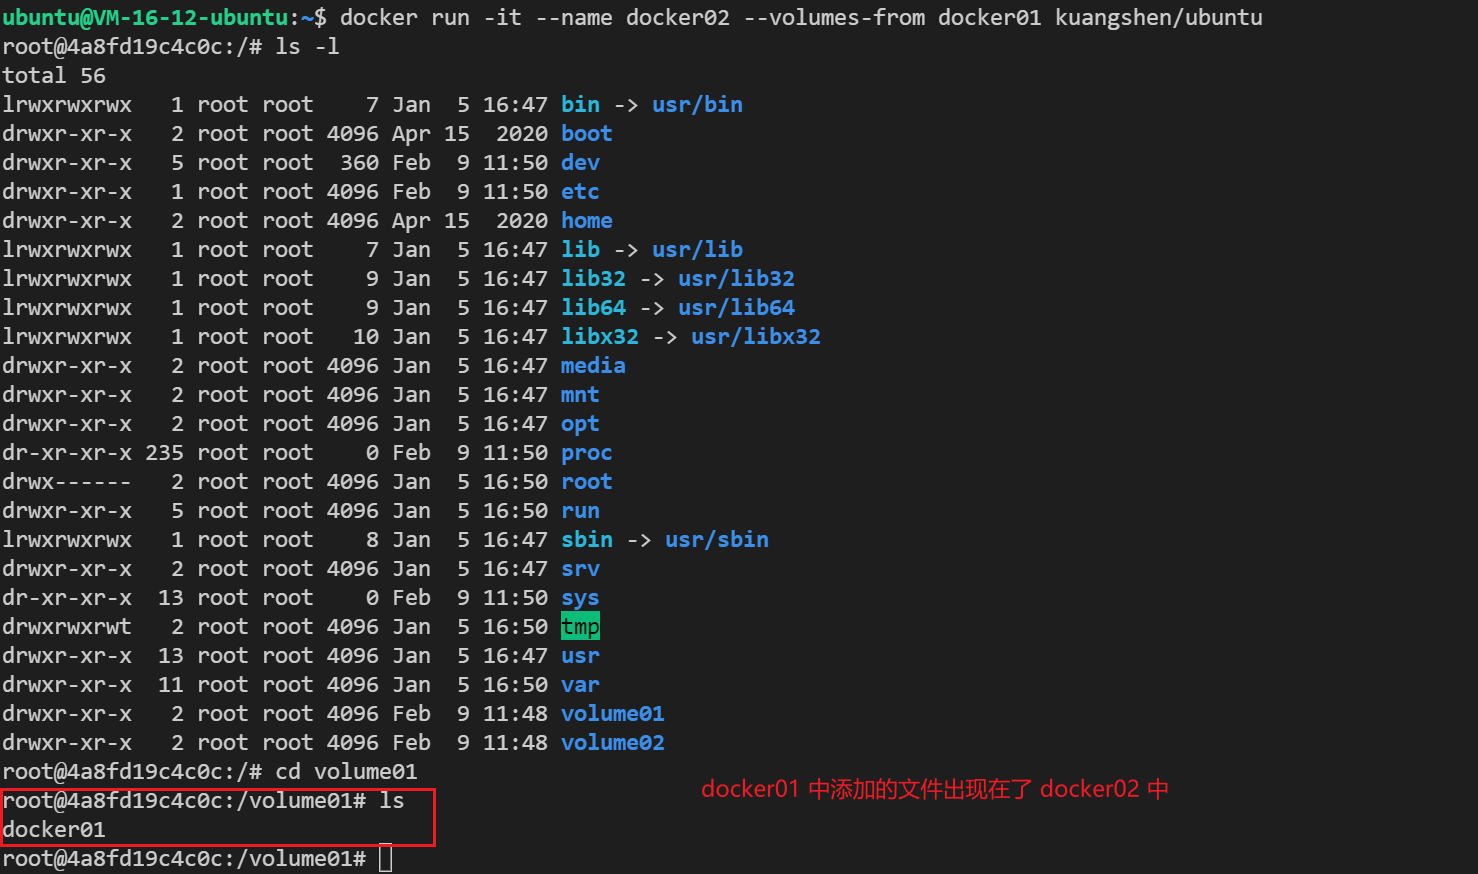 ubuntu@VM-16-12-ubuntu:~$ docker run -it --name docker02 --volumes-from docker01 kuangshen/ubuntu
root@4a8fd19c4c0c:/# ls -l
total 56
lrwxrwxrwx   1 root root    7 Jan  5 16:47 bin -> usr/bin
drwxr-xr-x   2 root root 4096 Apr 15  2020 boot
drwxr-xr-x   5 root root  360 Feb  9 11:50 dev
drwxr-xr-x   1 root root 4096 Feb  9 11:50 etc
drwxr-xr-x   2 root root 4096 Apr 15  2020 home
lrwxrwxrwx   1 root root    7 Jan  5 16:47 lib -> usr/lib
lrwxrwxrwx   1 root root    9 Jan  5 16:47 lib32 -> usr/lib32
lrwxrwxrwx   1 root root    9 Jan  5 16:47 lib64 -> usr/lib64
lrwxrwxrwx   1 root root   10 Jan  5 16:47 libx32 -> usr/libx32
drwxr-xr-x   2 root root 4096 Jan  5 16:47 media
drwxr-xr-x   2 root root 4096 Jan  5 16:47 mnt
drwxr-xr-x   2 root root 4096 Jan  5 16:47 opt
dr-xr-xr-x 235 root root    0 Feb  9 11:50 proc
drwx------   2 root root 4096 Jan  5 16:50 root
drwxr-xr-x   5 root root 4096 Jan  5 16:50 run
lrwxrwxrwx   1 root root    8 Jan  5 16:47 sbin -> usr/sbin
drwxr-xr-x   2 root root 4096 Jan  5 16:47 srv
dr-xr-xr-x  13 root root    0 Feb  9 11:50 sys
drwxrwxrwt   2 root root 4096 Jan  5 16:50 tmp
drwxr-xr-x  13 root root 4096 Jan  5 16:47 usr
drwxr-xr-x  11 root root 4096 Jan  5 16:50 var
drwxr-xr-x   2 root root 4096 Feb  9 11:48 volume01
drwxr-xr-x   2 root root 4096 Feb  9 11:48 volume02
root@4a8fd19c4c0c:/# cd volume01
docker01 中添加的文件出现在了 docker02 中
root@4a8fd19c4c0c:/volume01# ls
docker01
root@4a8fd19c4c0c:/volume01#